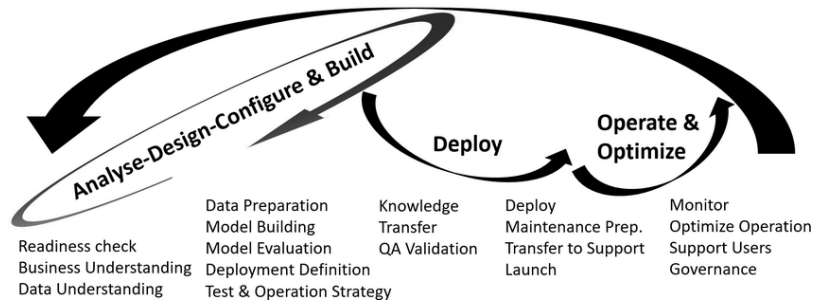 Analyse-Design-Configure & Build
Deploy
Operate &
Optimize
Readiness check
Business Understanding
Data Understanding
Data Preparation
Model Building
Model Evaluation
Deployment Definition
Test & Operation Strategy
Knowledge
Transfer
QA Validation
Deploy
Maintenance Prep.
Transfer to Support
Launch
Monitor
Optimize Operation
Support Users
Governance